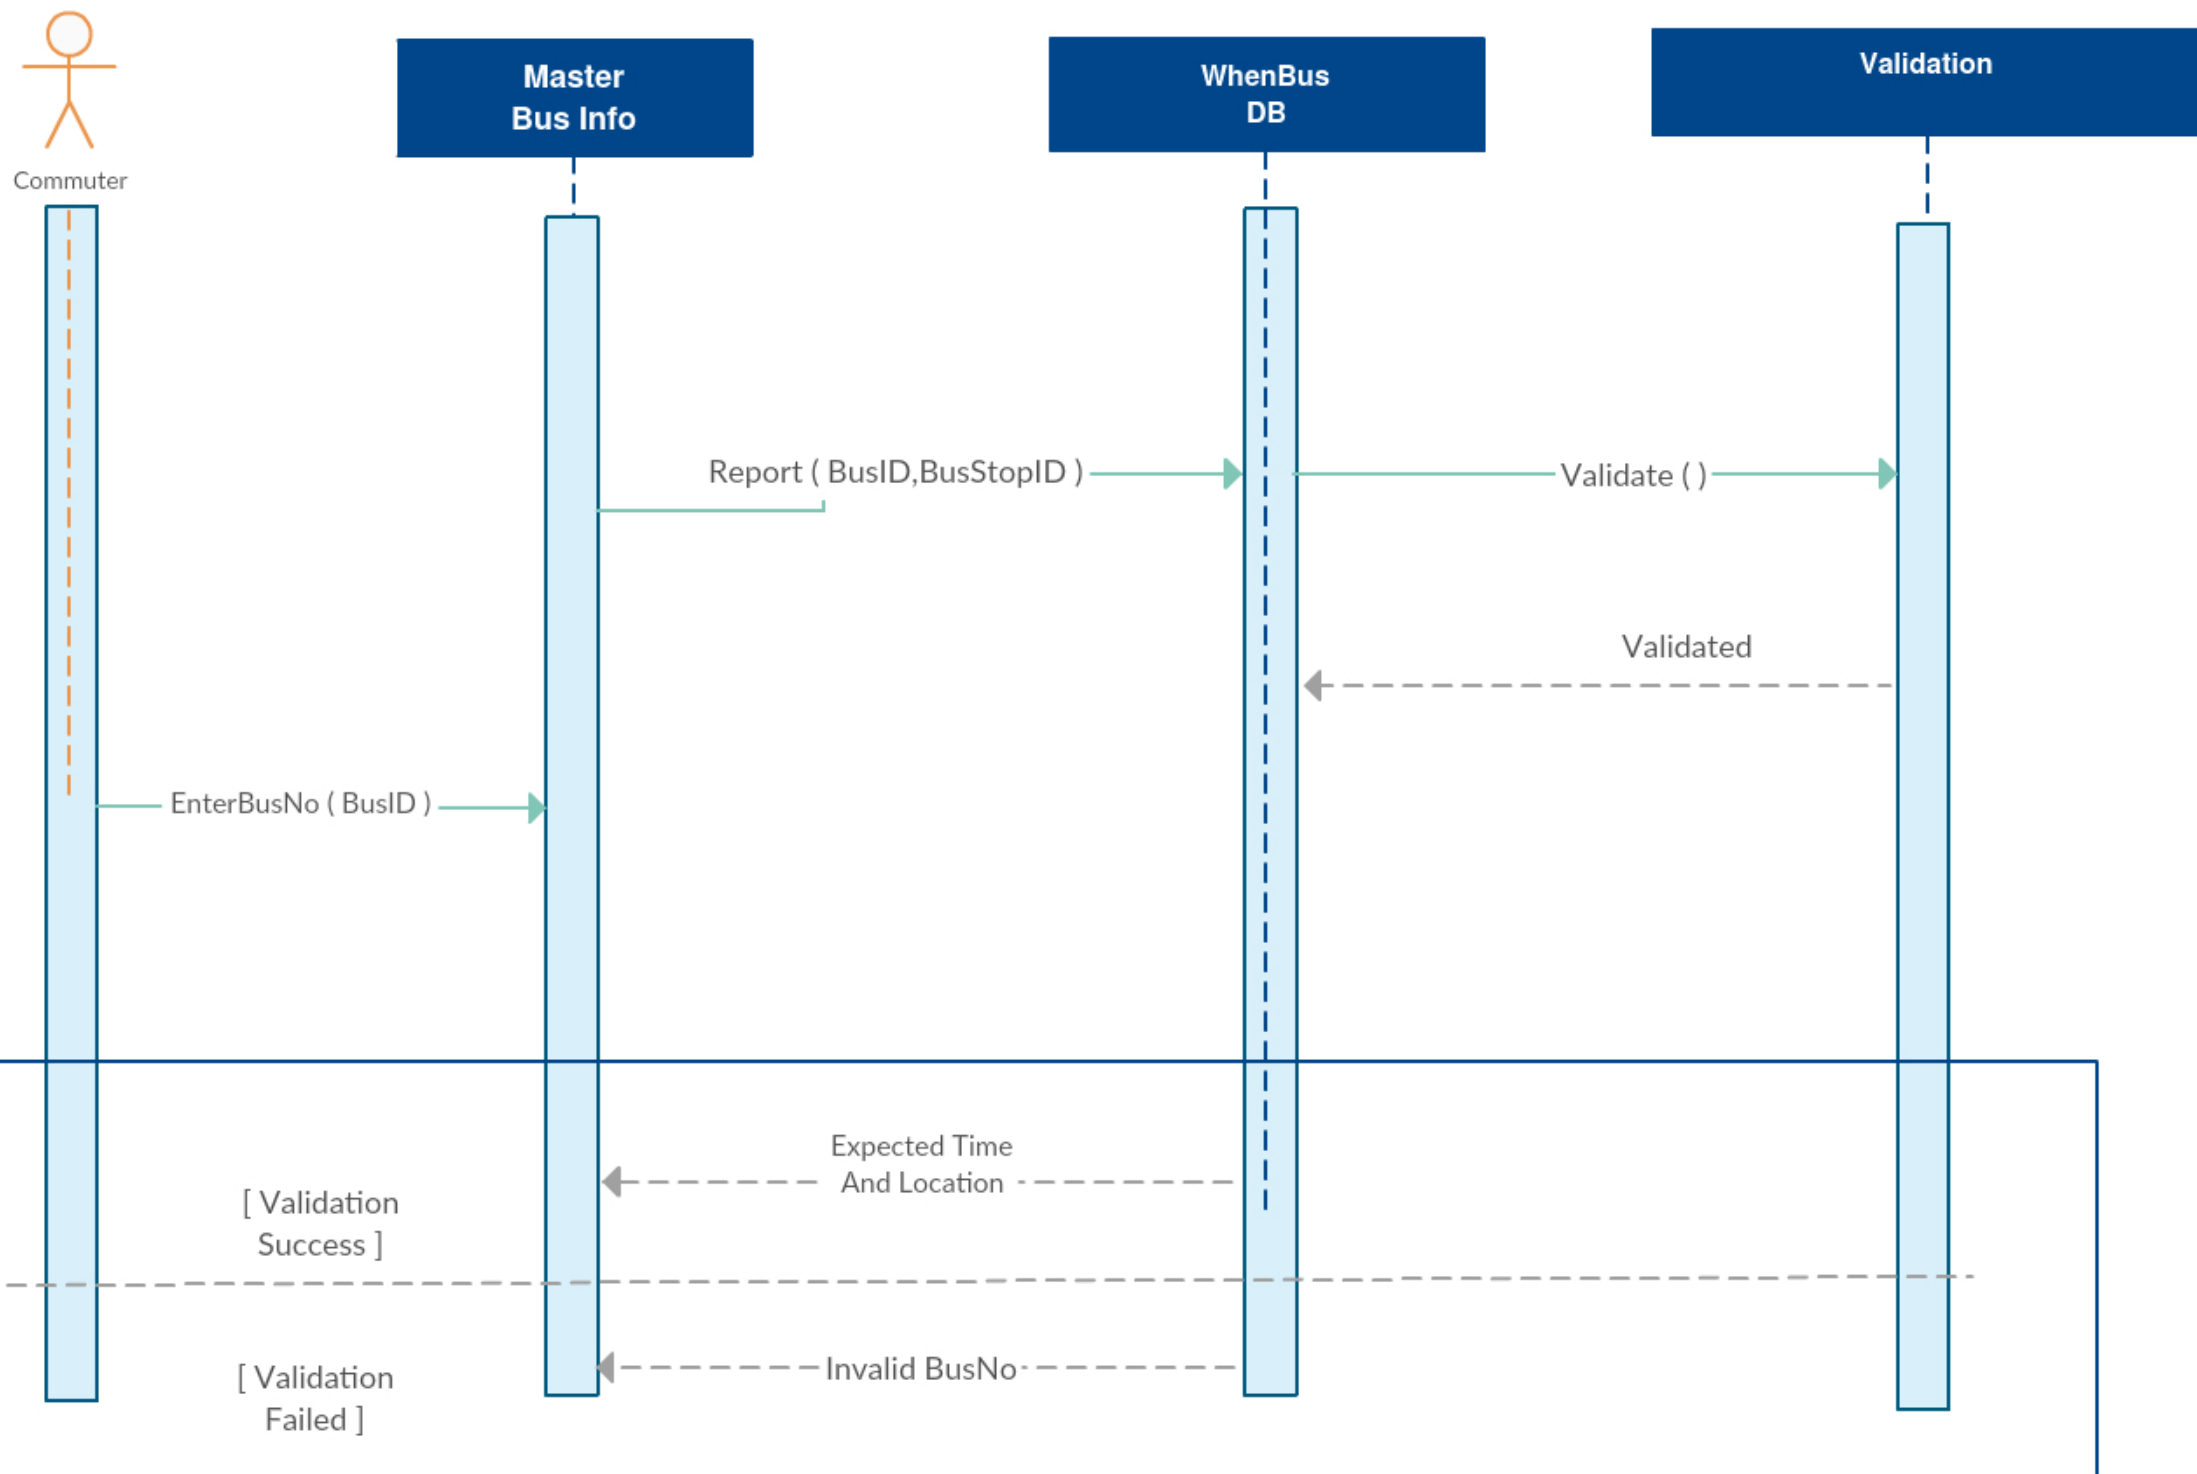 Commuter
Master
Bus Info
WhenBus
DB
Validation
Report ( BusID,BusStopID )
Validate ( )
Validated
EnterBusNo ( BusID )
Expected Time
And Location
[ Validation
Success ]
Invalid BusNo
[ Validation
Failed ]